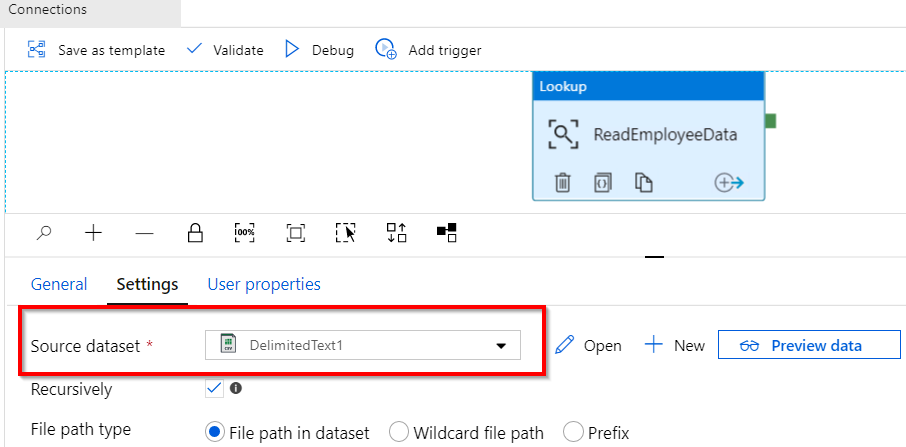 Connections
Save as template Validate Debug Add trigger
Lookup
ReadEmployeeData
100%
General Settings User properties
Source dataset * DelimitedText1 Open New Preview data
Recursively
File path type File path in dataset Wildcard file path Prefix